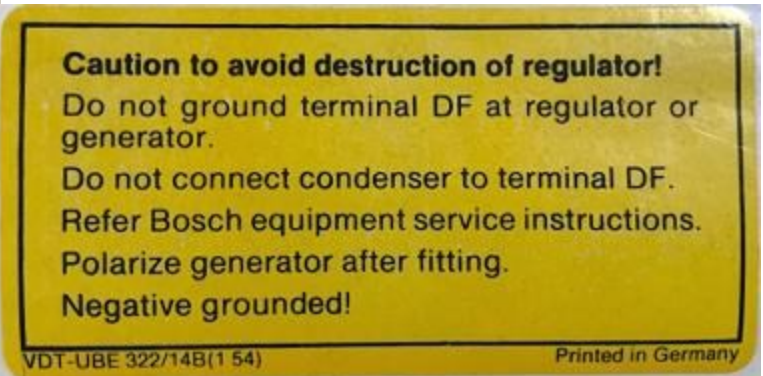 Caution to avoid destruction of regulator!
Do not ground terminal DF at regulator or
generator.
Do not connect condenser to terminal DF.
Refer Bosch equipment service instructions.
Polarize generator after fitting.
Negative grounded!
VDT-UBE 322/14B(1 54) Printed in Germany